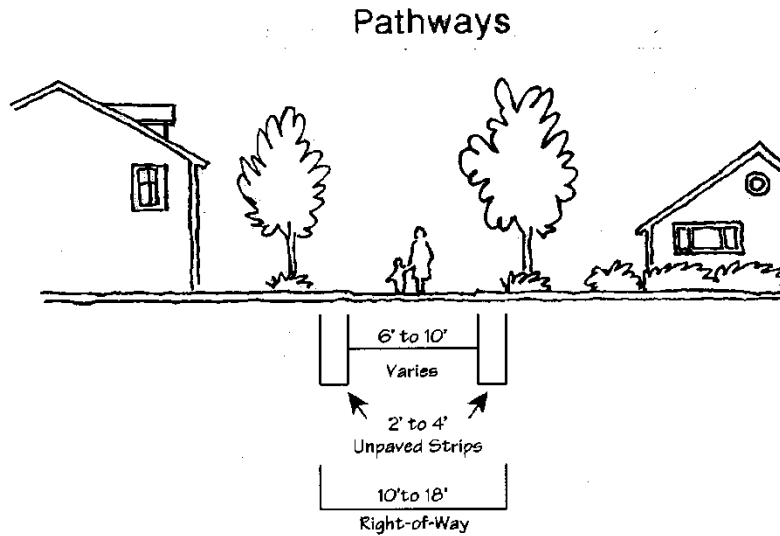 Pathways
6' to 10'
Varies
2' to 4'
Unpaved Strips
10'to 18'
Right-of-Way